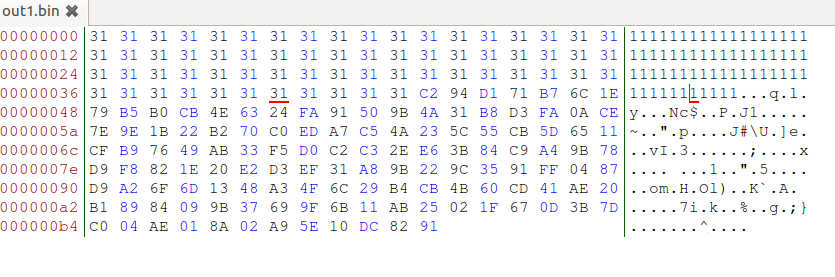 out1.bin
00000000 31 31 31 31 31 31 31 31 31 31 31 31 31 31 31 31 31 31 111111111111111111
00000012 31 31 31 31 31 31 31 31 31 31 31 31 31 31 31 31 31 31 111111111111111111
00000024 31 31 31 31 31 31 31 31 31 31 31 31 31 31 31 31 31 31 111111111111111111
00000036 31 31 31 31 31 31 31 31 31 31 31 C2 94 D1 71 B7 6C 1E 11111111111...q.l.
00000048 79 B5 B0 CB 4E 63 24 FA 91 50 9B 4A 31 B8 D3 FA 0A CE y...Nc$..P.J1.....
0000005a 7E 9E 1B 22 B2 70 C0 ED A7 C5 4A 23 5C 55 CB 5D 65 11 ~..".p....J#\U.]e.
0000006c CF B9 76 49 AB 33 F5 D0 C2 C3 2E E6 3B 84 C9 A4 9B 78 ..vI.3......;....x
0000007e D9 F8 82 1E 20 E2 D3 EF 31 A8 9B 22 9C 35 91 FF 04 87 .... ...1..".5....
00000090 D9 A2 6F 6D 13 48 A3 4F 6C 29 B4 CB 4B 60 CD 41 AE 20 ..om.H.Ol)..K`.A.
000000a2 B1 89 84 09 9B 37 69 9F 6B 11 AB 25 02 1F 67 0D 3B 7D .....7i.k..%..g.;}
000000b4 C0 04 AE 01 8A 02 A9 5E 10 DC 82 91 .......^....